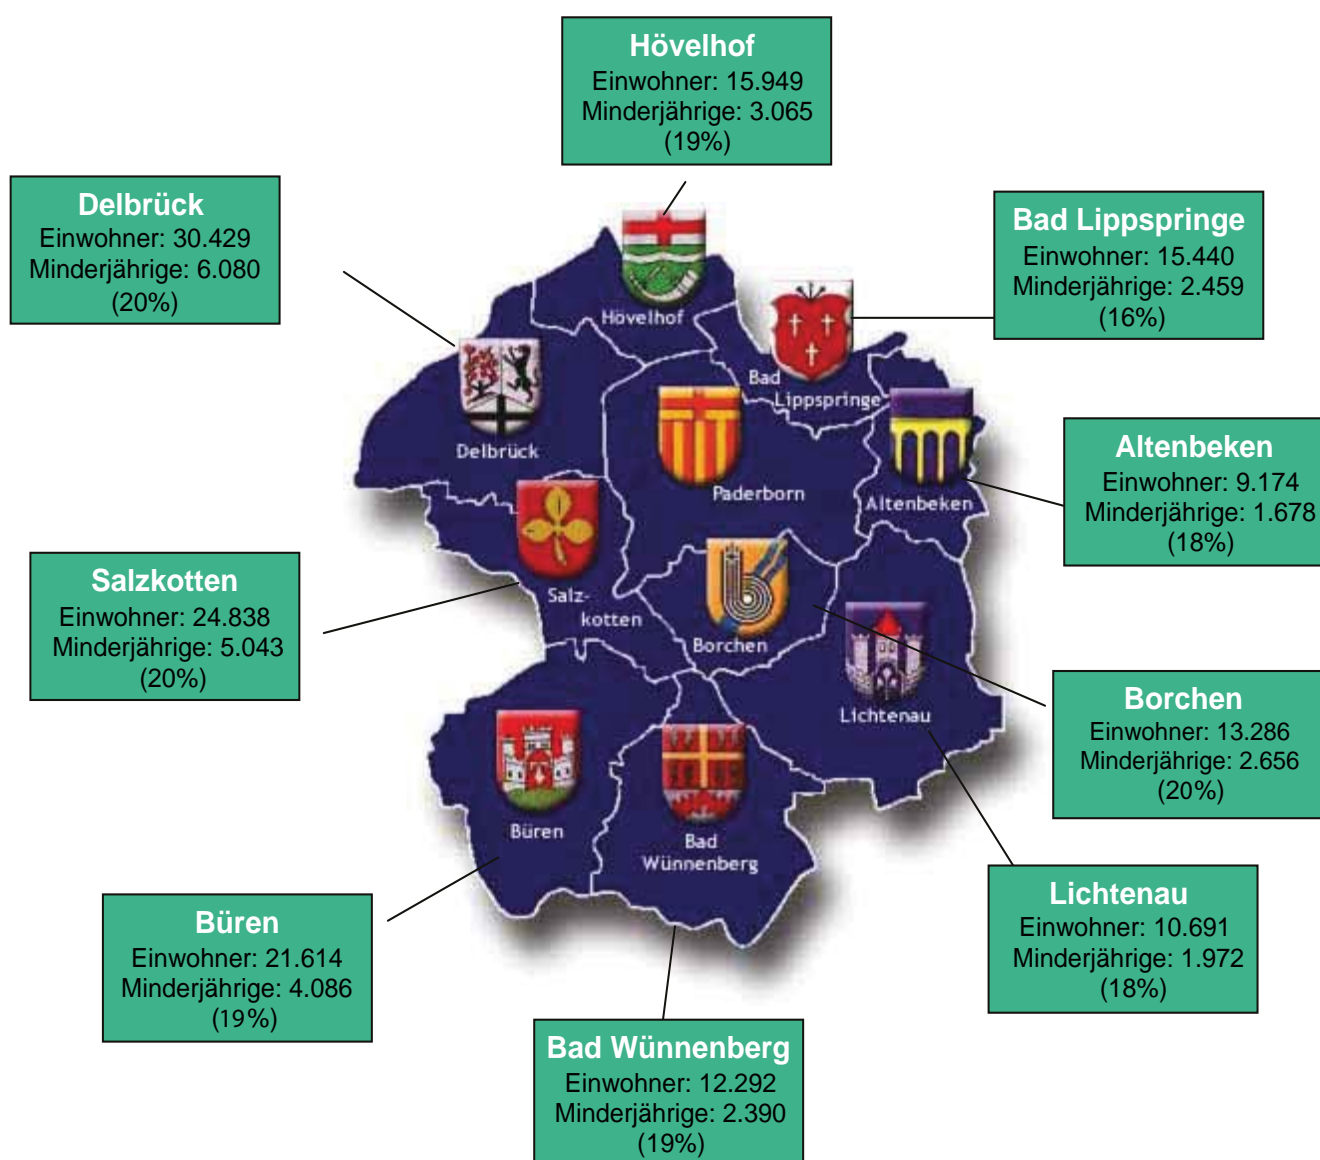 Hövelhof
Einwohner: 15.949
Minderjährige: 3.065
(19%)
Delbrück
Einwohner: 30.429
Minderjährige: 6.080
(20%)
Bad Lippspringe
Einwohner: 15.440
Minderjährige: 2.459
(16%)
Hövelhof
Bad
Lippspringe
Delbrück
Paderborn
Altenbeken
Altenbeken
Einwohner: 9.174
Minderjährige: 1.678
(18%)
Salzkotten
Einwohner: 24.838
Minderjährige: 5.043
(20%)
Salz-
kotten
Borchen
Lichtenau
Borchen
Einwohner: 13.286
Minderjährige: 2.656
(20%)
Büren
Bad
Wünnenberg
Lichtenau
Einwohner: 10.691
Minderjährige: 1.972
(18%)
Büren
Einwohner: 21.614
Minderjährige: 4.086
(19%)
Bad Wünnenberg
Einwohner: 12.292
Minderjährige: 2.390
(19%)